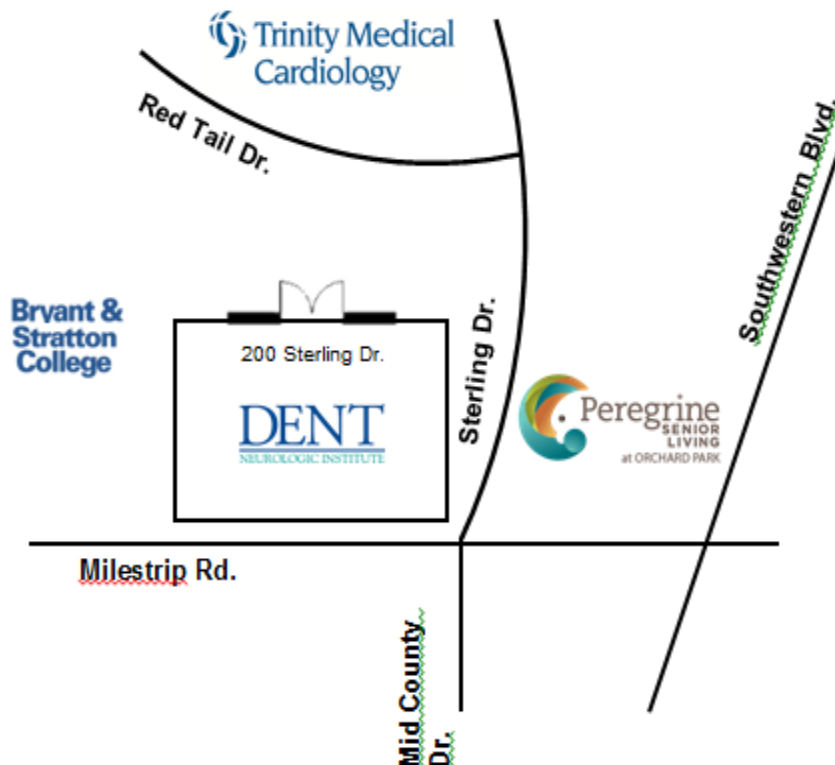 Trinity Medical
Cardiology
Red Tail Dr.
Southwestern Blvd.
Bryant &
Stratton
College
200 Sterling Dr.
Sterling Dr.
DENT
NEUROLOGIC INSTITUTE
Peregrine
SENIOR
LIVING
at ORCHARD PARK
Milestrip Rd.
Mid County
Dr.